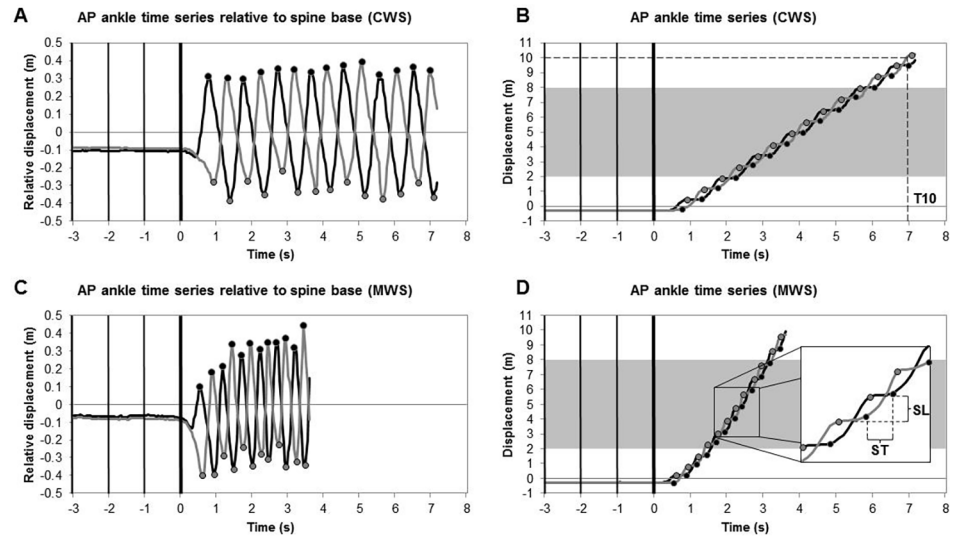 A
AP ankle time series relative to spine base (CWS)
Relative displacement (m)
0.5
0.4
0.3
0.2
0.1
0
-0.1
-0.2
-0.3
-0.4
-0.5
-3 -2 -1 0 1 2 3 4 5 6 7 8
Time (s)
B
AP ankle time series (CWS)
Displacement (m)
11
10
9
8
7
6
5
4
3
2
1
0
-1
T10
-3 -2 -1 0 1 2 3 4 5 6 7 8
Time (s)
C
AP ankle time series relative to spine base (MWS)
Relative displacement (m)
0.5
0.4
0.3
0.2
0.1
0
-0.1
-0.2
-0.3
-0.4
-0.5
-3 -2 -1 0 1 2 3 4 5 6 7 8
Time (s)
D
AP ankle time series (MWS)
Displacement (m)
11
10
9
8
7
6
5
4
3
2
1
0
-1
SL
ST
-3 -2 -1 0 1 2 3 4 5 6 7 8
Time (s)